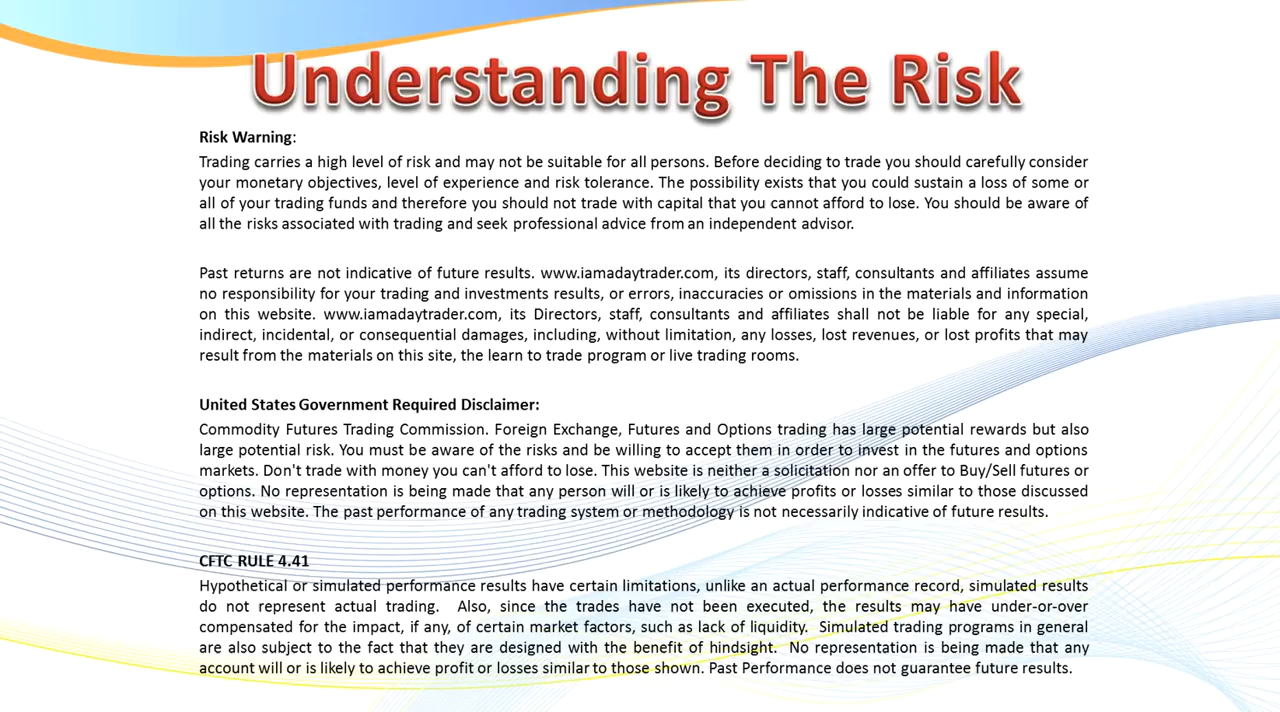 Understanding The Risk
Risk Warning:
Trading carries a high level of risk and may not be suitable for all persons. Before deciding to trade you should carefully consider
your monetary objectives, level of experience and risk tolerance. The possibility exists that you could sustain a loss of some or
all of your trading funds and therefore you should not trade with capital that you cannot afford to lose. You should be aware of
all the risks associated with trading and seek professional advice from an independent advisor.
Past returns are not indicative of future results. www.iamadaytrader.com, its directors, staff, consultants and affiliates assume
no responsibility for your trading and investments results, or errors, inaccuracies or omissions in the materials and information
on this website. www.iamadaytrader.com, its Directors, staff, consultants and affiliates shall not be liable for any special,
indirect, incidental, or consequential damages, including, without limitation, any losses, lost revenues, or lost profits that may
result from the materials on this site, the learn to trade program or live trading rooms.
United States Government Required Disclaimer:
Commodity Futures Trading Commission. Foreign Exchange, Futures and Options trading has large potential rewards but also
large potential risk. You must be aware of the risks and be willing to accept them in order to invest in the futures and options
markets. Don't trade with money you can't afford to lose. This website is neither a solicitation nor an offer to Buy/Sell futures or
options. No representation is being made that any person will or is likely to achieve profits or losses similar to those discussed
on this website. The past performance of any trading system or methodology is not necessarily indicative of future results.
CFTC RULE 4.41
Hypothetical or simulated performance results have certain limitations, unlike an actual performance record, simulated results
do not represent actual trading. Also, since the trades have not been executed, the results may have under-or-over
compensated for the impact, if any, of certain market factors, such as lack of liquidity. Simulated trading programs in general
are also subject to the fact that they are designed with the benefit of hindsight. No representation is being made that any
account will or is likely to achieve profit or losses similar to those shown. Past Performance does not guarantee future results.